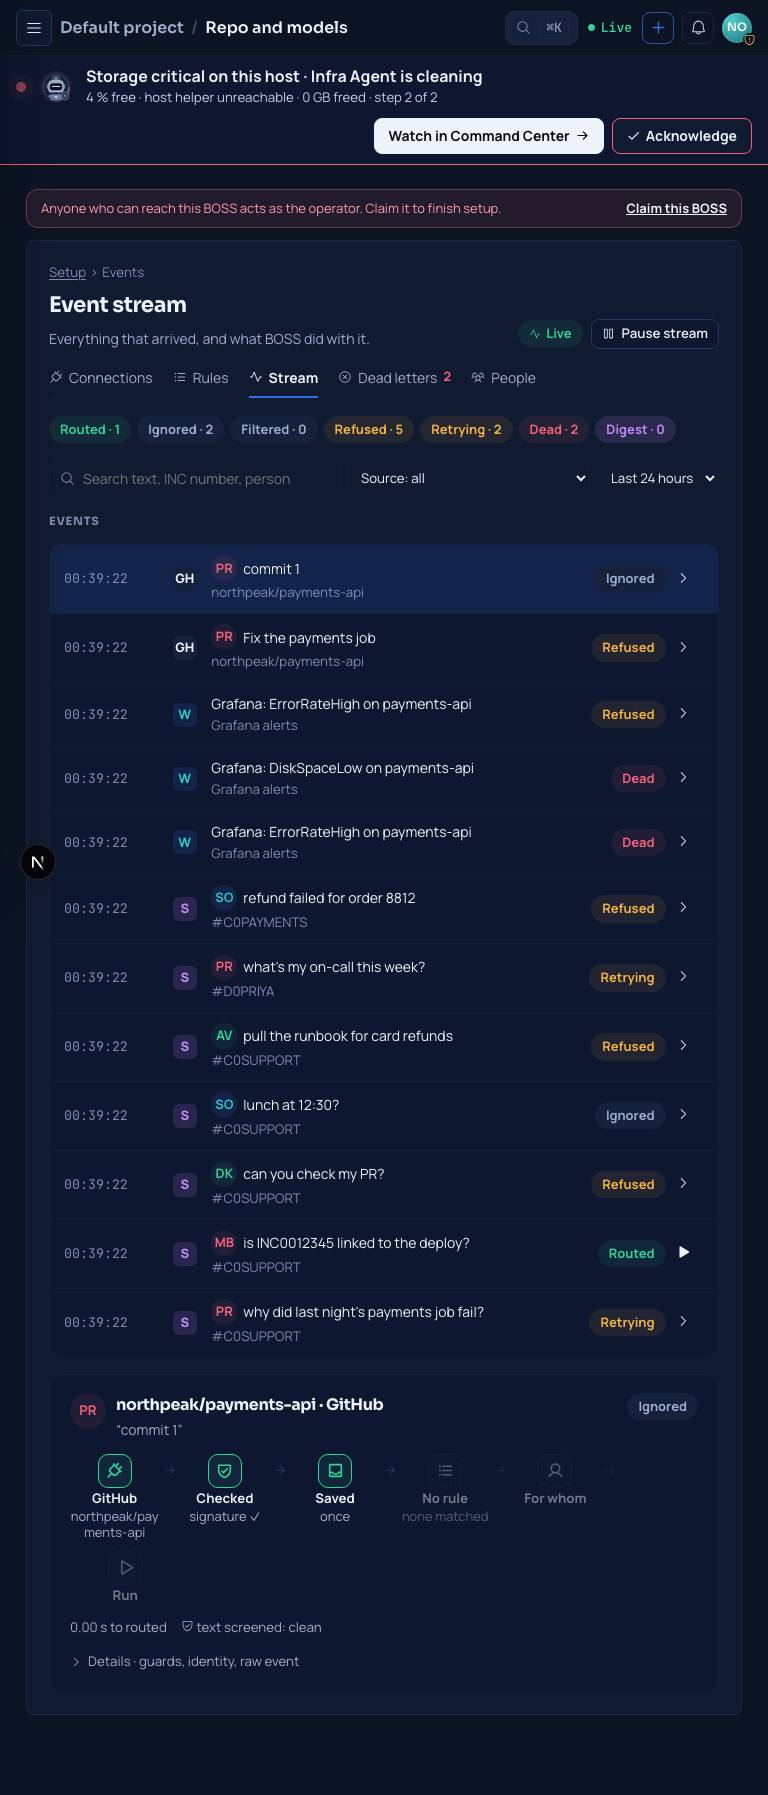 Default project / Repo and models
⌘K
Live
NO
Storage critical on this host · Infra Agent is cleaning
4 % free · host helper unreachable · 0 GB freed · step 2 of 2
Watch in Command Center →
Acknowledge
Anyone who can reach this BOSS acts as the operator. Claim it to finish setup.
Claim this BOSS
Setup › Events
Event stream
Everything that arrived, and what BOSS did with it.
Live
Pause stream
Connections
Rules
Stream
Dead letters 2
People
Routed · 1
Ignored · 2
Filtered · 0
Refused · 5
Retrying · 2
Dead · 2
Digest · 0
Search text, INC number, person
Source: all
Last 24 hours
EVENTS
00:39:22 GH PR commit 1 Ignored
northpeak/payments-api
00:39:22 GH PR Fix the payments job Refused
northpeak/payments-api
00:39:22 W Grafana: ErrorRateHigh on payments-api Refused
Grafana alerts
00:39:22 W Grafana: DiskSpaceLow on payments-api Dead
Grafana alerts
00:39:22 W Grafana: ErrorRateHigh on payments-api Dead
Grafana alerts
N
00:39:22 S SO refund failed for order 8812 Refused
#C0PAYMENTS
00:39:22 S PR what's my on-call this week? Retrying
#D0PRIYA
00:39:22 S AV pull the runbook for card refunds Refused
#C0SUPPORT
00:39:22 S SO lunch at 12:30? Ignored
#C0SUPPORT
00:39:22 S DK can you check my PR? Refused
#C0SUPPORT
00:39:22 S MB is INC0012345 linked to the deploy? Routed
#C0SUPPORT
00:39:22 S PR why did last night's payments job fail? Retrying
#C0SUPPORT
PR northpeak/payments-api · GitHub Ignored
“commit 1”
GitHub
northpeak/pay
ments-api
Checked
signature ✓
Saved
once
No rule
none matched
For whom
Run
0.00 s to routed
text screened: clean
Details · guards, identity, raw event